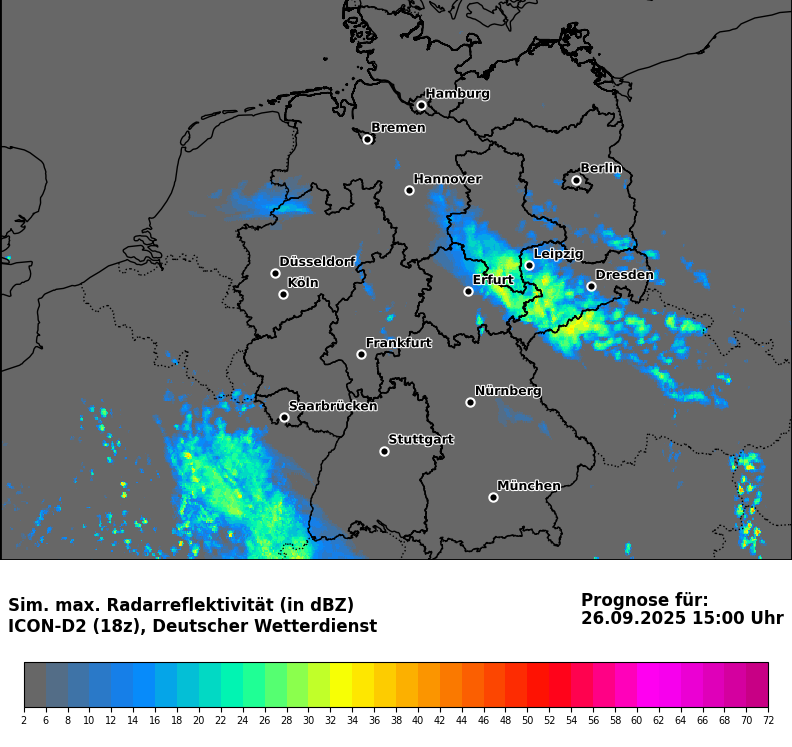 Hamburg
Bremen
Berlin
Hannover
Leipzig
Düsseldorf
Dresden
Köln
Erfurt
Frankfurt
Nürnberg
Saarbrücken
Stuttgart
München
Sim. max. Radarreflektivität (in dBZ)
ICON-D2 (18z), Deutscher Wetterdienst
Prognose für:
26.09.2025 15:00 Uhr
2 6 8 10 12 14 16 18 20 22 24 26 28 30 32 34 36 38 40 42 44 46 48 50 52 54 56 58 60 62 64 66 68 70 72